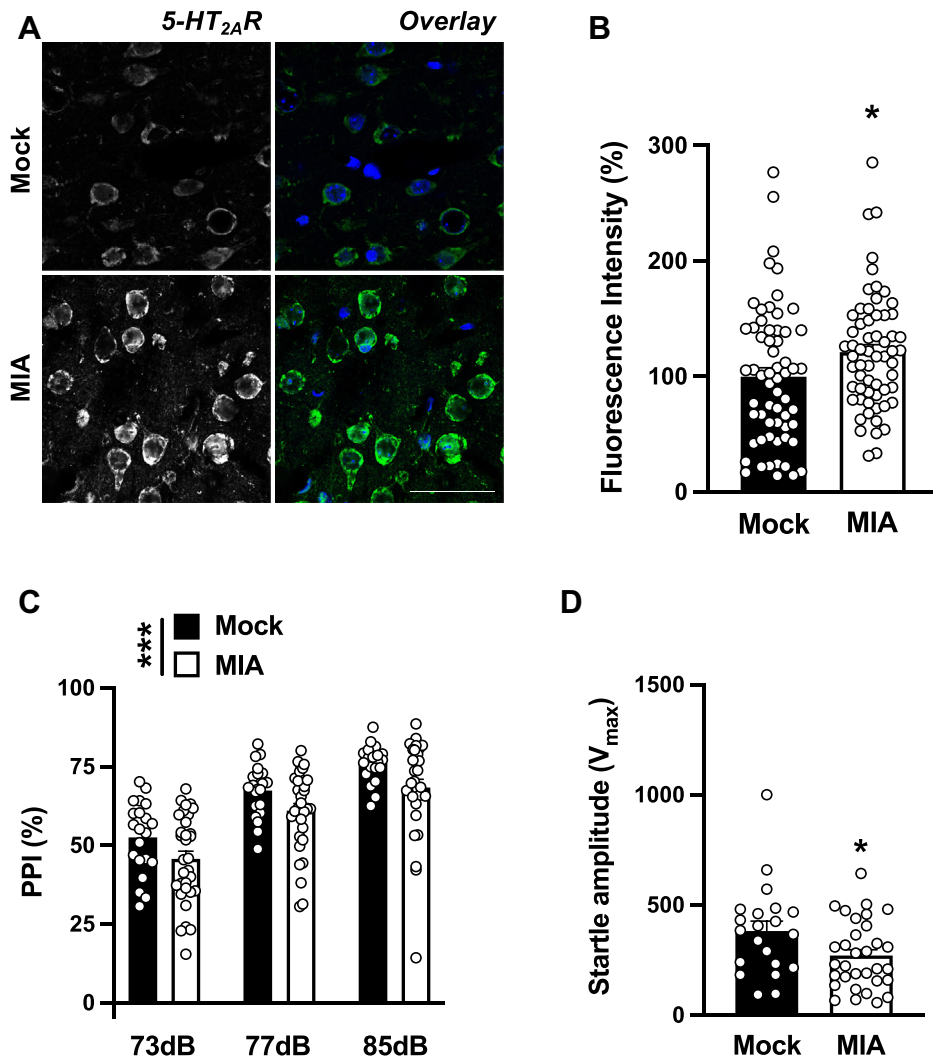 A
5-HT2AR
Overlay
Mock
MIA
B
*
Fluorescence Intensity (%)
300
200
100
0
Mock
MIA
C
***
Mock
MIA
PPI (%)
100
75
50
25
0
73dB
77dB
85dB
D
Startle amplitude (Vmax)
1500
1000
500
0
*
Mock
MIA